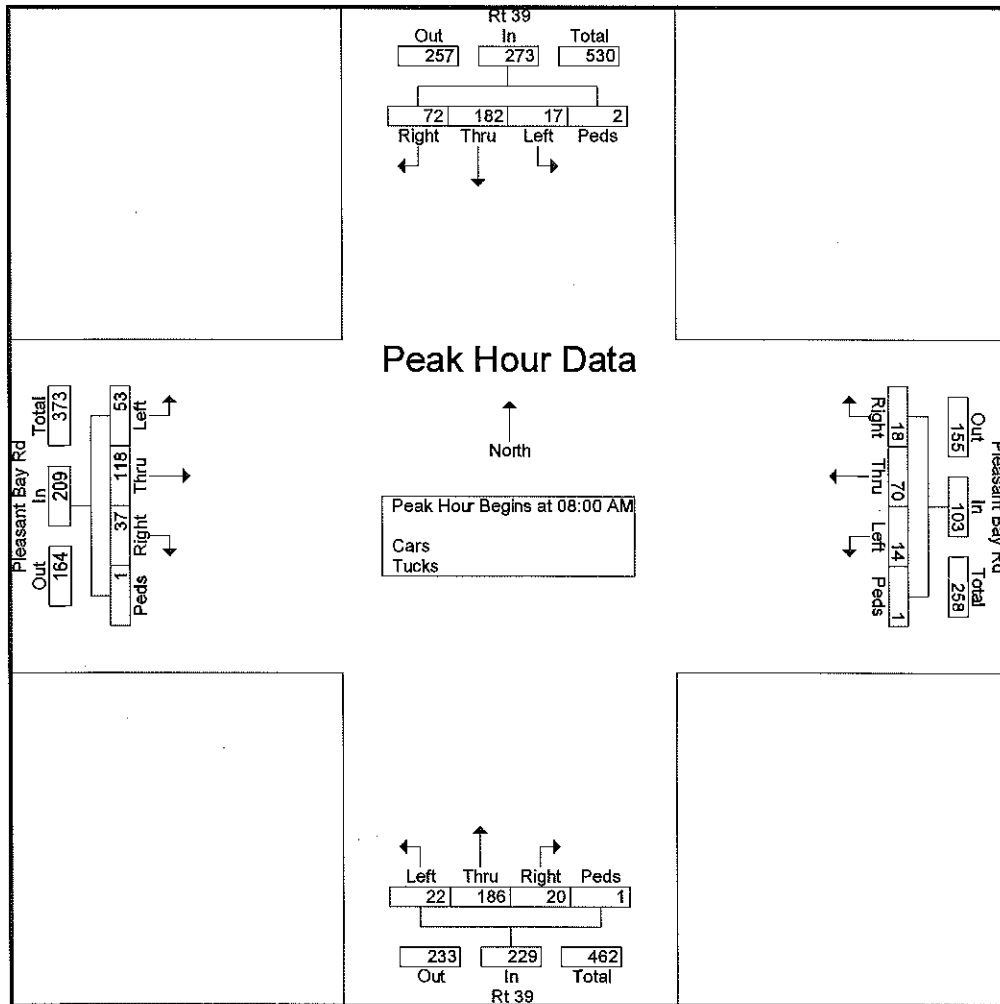 Rt 39
Out In Total
257 273 530
72 182 17 2
Right Thru Left Peds
Peak Hour Data
North
Peak Hour Begins at 08:00 AM
Cars
Tucks
Pleasant Bay Rd
Out In Total
164 209 373
Left Thru Right Peds
53 118 37 1
Pleasant Bay Rd
Out In Total
155 103 258
Right Thru Left Peds
18 70 14 1
Left Thru Right Peds
22 186 20 1
233 229 462
Out In Total
Rt 39